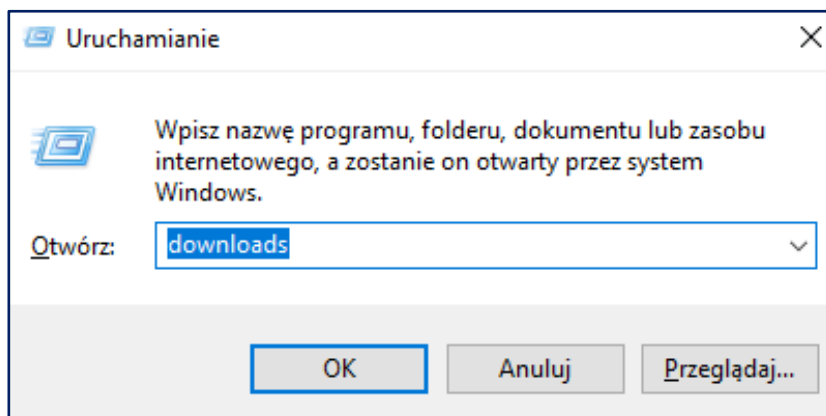 Uruchamianie
Wpisz nazwę programu, folderu, dokumentu lub zasobu
internetowego, a zostanie on otwarty przez system
Windows.
Otwórz: downloads
OK Anuluj Przeglądaj...